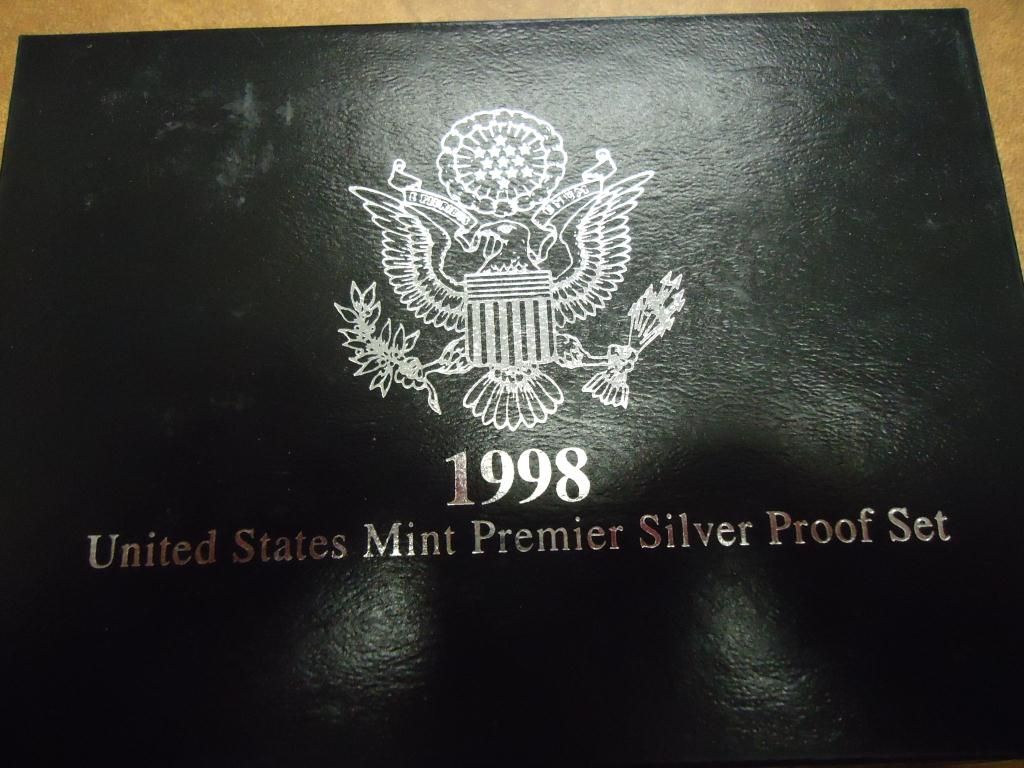 1998
United States Mint Premier Silver Proof Set